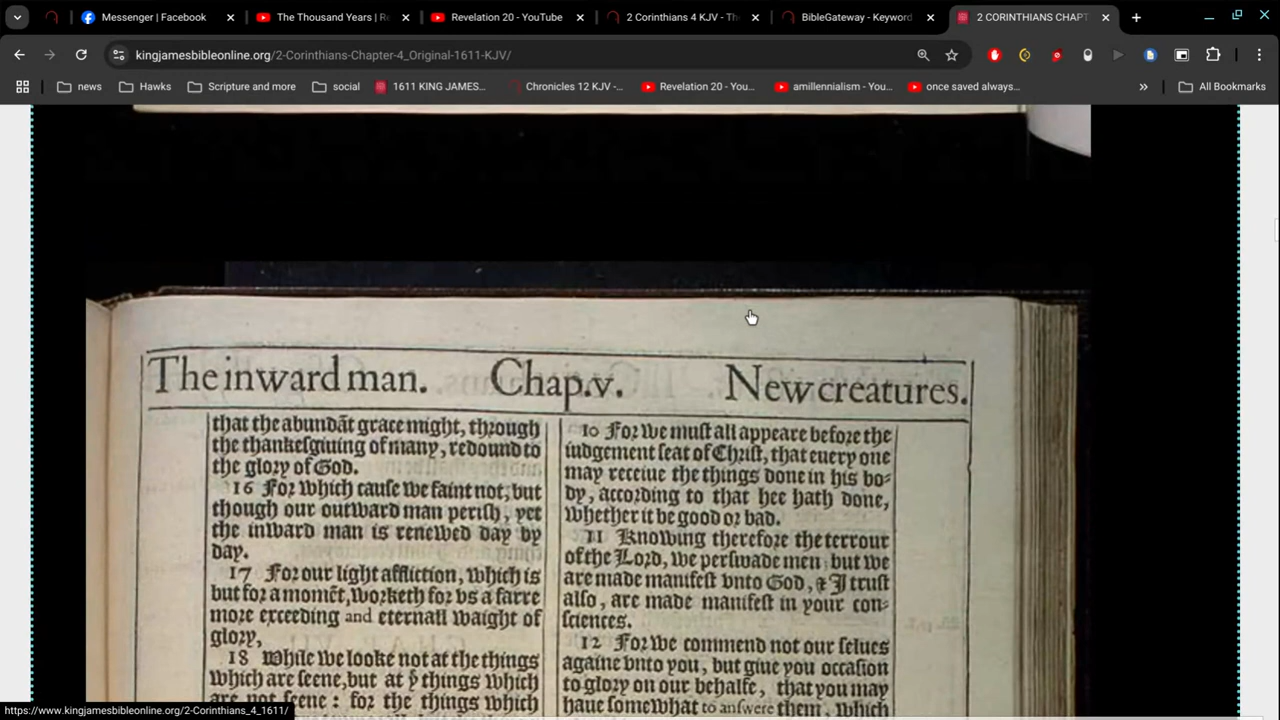 Messenger | Facebook
The Thousand Years | R
Revelation 20 - YouTube
2 Corinthians 4 KJV - Th
BibleGateway - Keyword
2 CORINTHIANS CHAPT
kingjamesbibleonline.org/2-Corinthians-Chapter-4_Original-1611-KJV/
news
Hawks
Scripture and more
social
1611 KING JAMES...
Chronicles 12 KJV -...
Revelation 20 - You...
amillennialism - You...
once saved always...
All Bookmarks
The inward man. Chap.v. New creatures.
that the abundãt grace might, through
the thankesgiuing of many, redound to
the glory of God.
16 For which cause we faint not, but
though our outward man perish, yet
the inward man is renewed day by
day.
17 For our light affliction, which is
but for a momẽt, worketh for vs a farre
more exceeding and eternall waight of
glory,
18 While we looke not at the things
which are seene, but at yͤ things which
are not seene: for the things which
10 For we must all appeare before the
iudgement seat of Christ, that euery one
may receiue the things done in his bo-
dy, according to that hee hath done,
whether it be good or bad.
11 Knowing therefore the terrour
of the Lord, we perswade men; but we
are made manifest vnto God, & I trust
also, are made manifest in your con-
sciences.
12 For we commend not our selues
againe vnto you, but giue you occasion
to glory on our behalfe, that you may
haue somewhat to answere them, which
https://www.kingjamesbibleonline.org/2-Corinthians_4_1611/